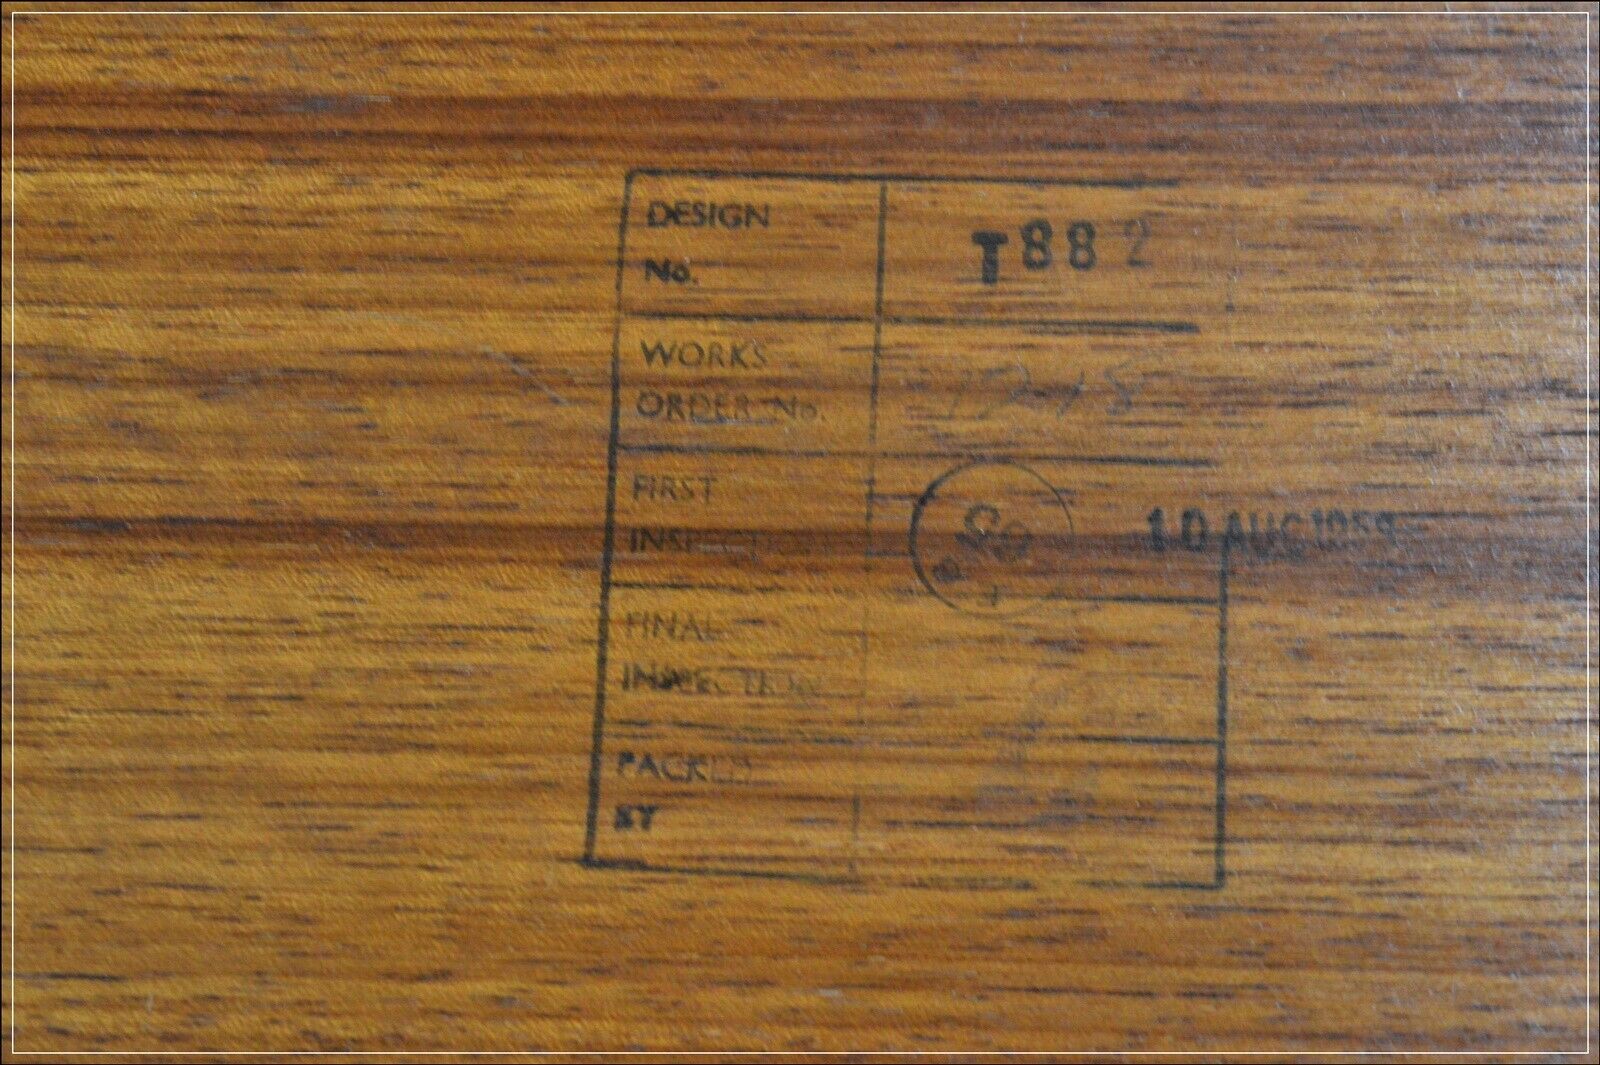 DESIGN
No.
T882
WORKS
ORDER No.
FIRST
INSPECTION
10 AUG 1959
FINAL
INSPECTION
PACKED
BY